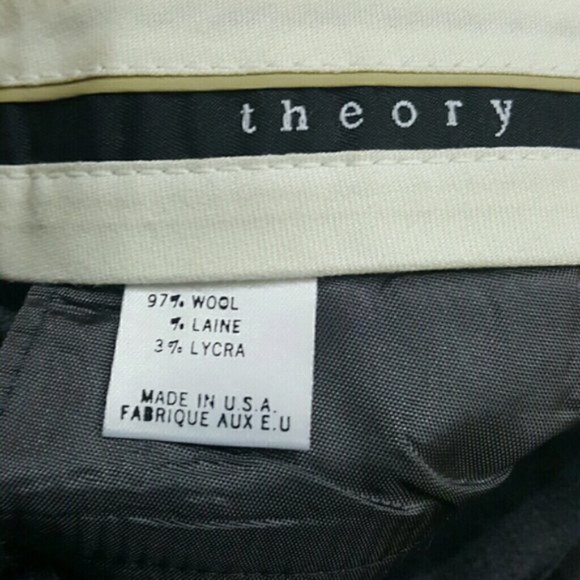 theory
97% WOOL
% LAINE
3% LYCRA
MADE IN U.S.A.
FABRIQUE AUX E.U